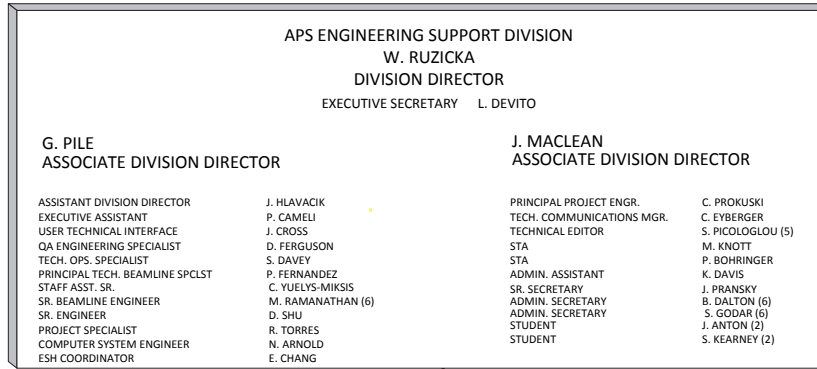 APS ENGINEERING SUPPORT DIVISION
W. RUZICKA
DIVISION DIRECTOR
EXECUTIVE SECRETARY L. DEVITO
G. PILE
ASSOCIATE DIVISION DIRECTOR
ASSISTANT DIVISION DIRECTOR J. HLAVACIK
EXECUTIVE ASSISTANT P. CAMELI
USER TECHNICAL INTERFACE J. CROSS
QA ENGINEERING SPECIALIST D. FERGUSON
TECH. OPS. SPECIALIST S. DAVEY
PRINCIPAL TECH. BEAMLINE SPCLST P. FERNANDEZ
STAFF ASST. SR. C. YUELYS-MIKSIS
SR. BEAMLINE ENGINEER M. RAMANATHAN (6)
SR. ENGINEER D. SHU
PROJECT SPECIALIST R. TORRES
COMPUTER SYSTEM ENGINEER N. ARNOLD
ESH COORDINATOR E. CHANG
J. MACLEAN
ASSOCIATE DIVISION DIRECTOR
PRINCIPAL PROJECT ENGR. C. PROKUSKI
TECH. COMMUNICATIONS MGR. C. EYBERGER
TECHNICAL EDITOR S. PICOLOGLOU (5)
STA M. KNOTT
STA P. BOHRINGER
ADMIN. ASSISTANT K. DAVIS
SR. SECRETARY J. PRANSKY
ADMIN. SECRETARY B. DALTON (6)
ADMIN. SECRETARY S. GODAR (6)
STUDENT J. ANTON (2)
STUDENT S. KEARNEY (2)